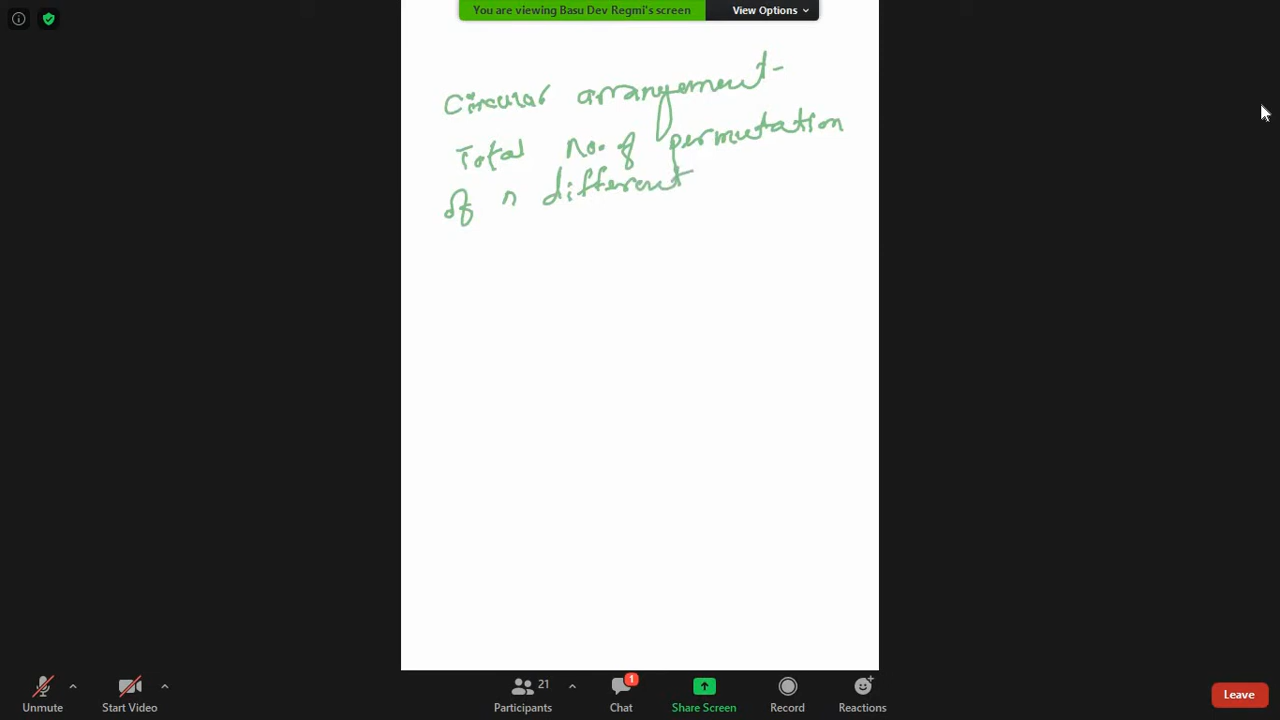 You are viewing Basu Dev Regmi's screen
View Options
Circular arrangement-
Total No. of permutation
of n different
Unmute
Start Video
Participants
21
Chat
1
Share Screen
Record
Reactions
Leave